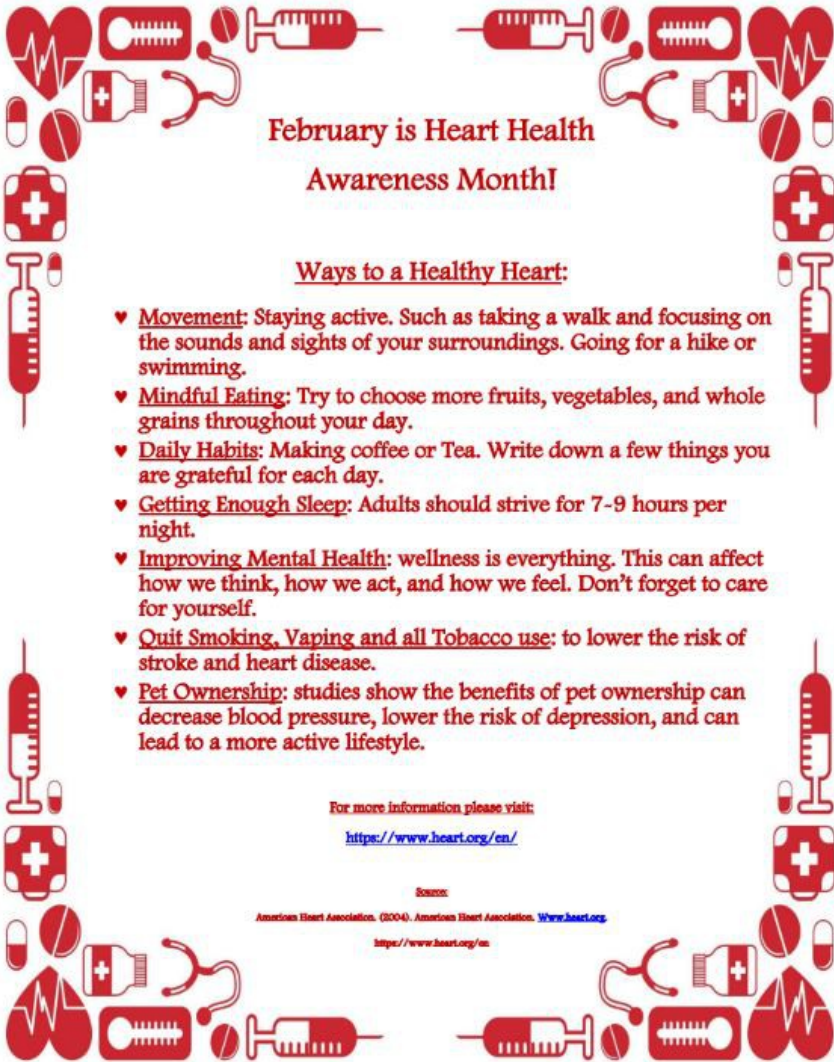 February is Heart Health
Awareness Month!
Ways to a Healthy Heart:
♥ Movement: Staying active. Such as taking a walk and focusing on
the sounds and sights of your surroundings. Going for a hike or
swimming.
♥ Mindful Eating: Try to choose more fruits, vegetables, and whole
grains throughout your day.
♥ Daily Habits: Making coffee or Tea. Write down a few things you
are grateful for each day.
♥ Getting Enough Sleep: Adults should strive for 7-9 hours per
night.
♥ Improving Mental Health: wellness is everything. This can affect
how we think, how we act, and how we feel. Don't forget to care
for yourself.
♥ Quit Smoking, Vaping and all Tobacco use: to lower the risk of
stroke and heart disease.
♥ Pet Ownership: studies show the benefits of pet ownership can
decrease blood pressure, lower the risk of depression, and can
lead to a more active lifestyle.
For more information please visit:
https://www.heart.org/en/
Source:
American Heart Association. (2004). American Heart Association. Www.heart.org.
https://www.heart.org/en